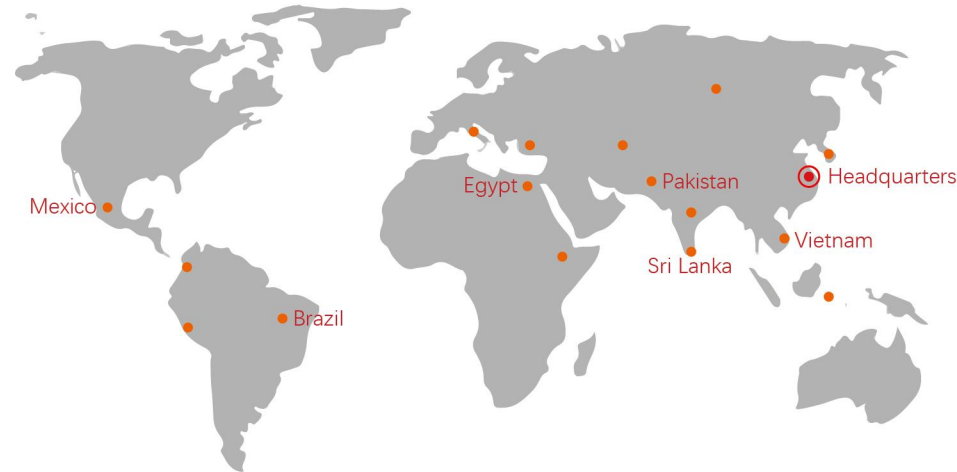 Egypt
Pakistan
Headquarters
Mexico
Vietnam
Sri Lanka
Brazil